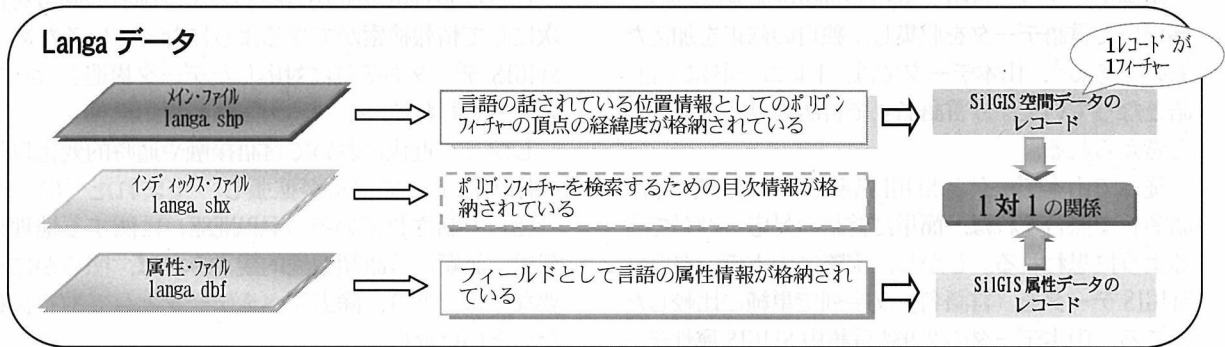 Langa データ
1レコードが
1フィーチャー
メイン・ファイル
langa.shp
言語の話されている位置情報としてのポリゴン
フィーチャーの頂点の経緯度が格納されている
SilGIS 空間データの
レコード
インディックス・ファイル
langa.shx
ポリゴンフィーチャーを検索するための目次情報が格
納されている
1 対 1 の関係
属性・ファイル
langa.dbf
フィールドとして言語の属性情報が格納され
ている
SilGIS 属性データの
レコード